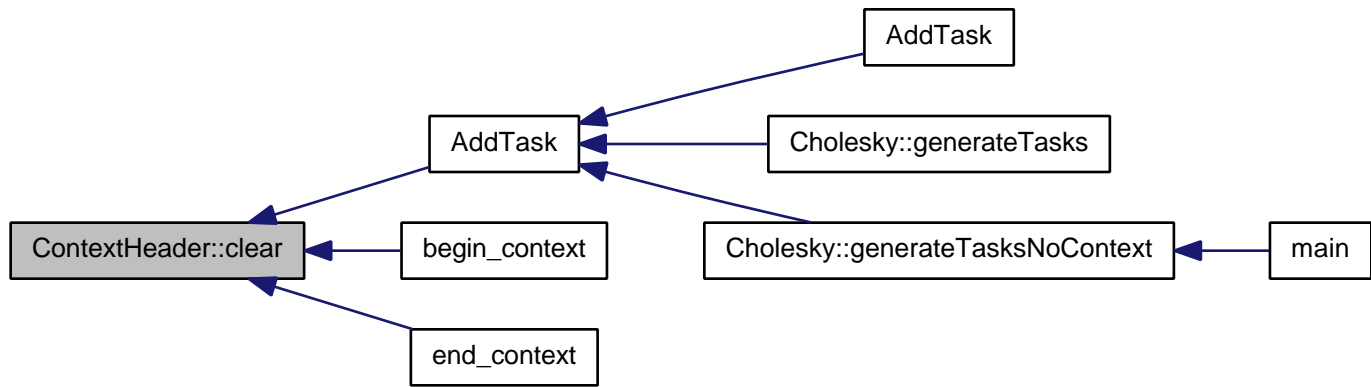 AddTask
AddTask
Cholesky::generateTasks
ContextHeader::clear
begin_context
Cholesky::generateTasksNoContext
main
end_context